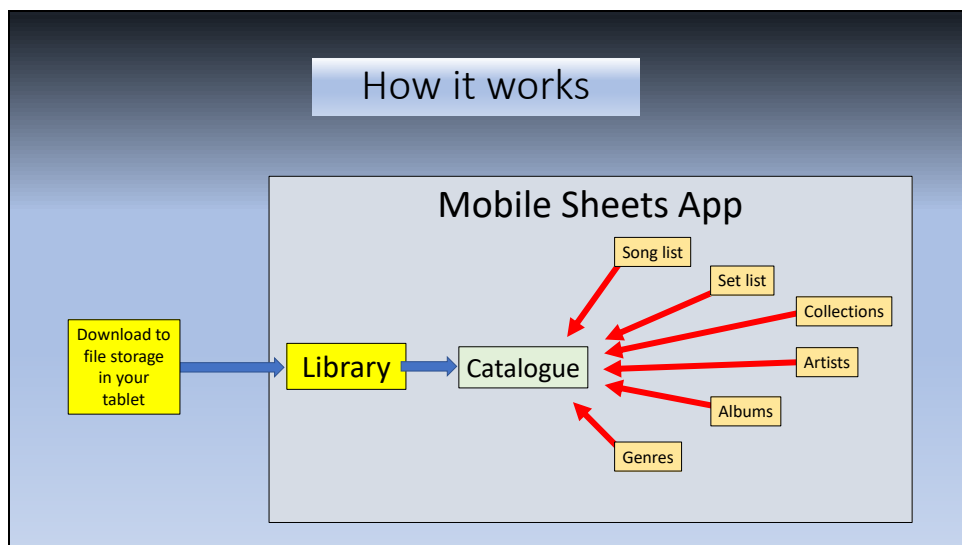 How it works
Mobile Sheets App
Song list
Set list
Collections
Download to
file storage
in your
tablet
Library
Catalogue
Artists
Albums
Genres